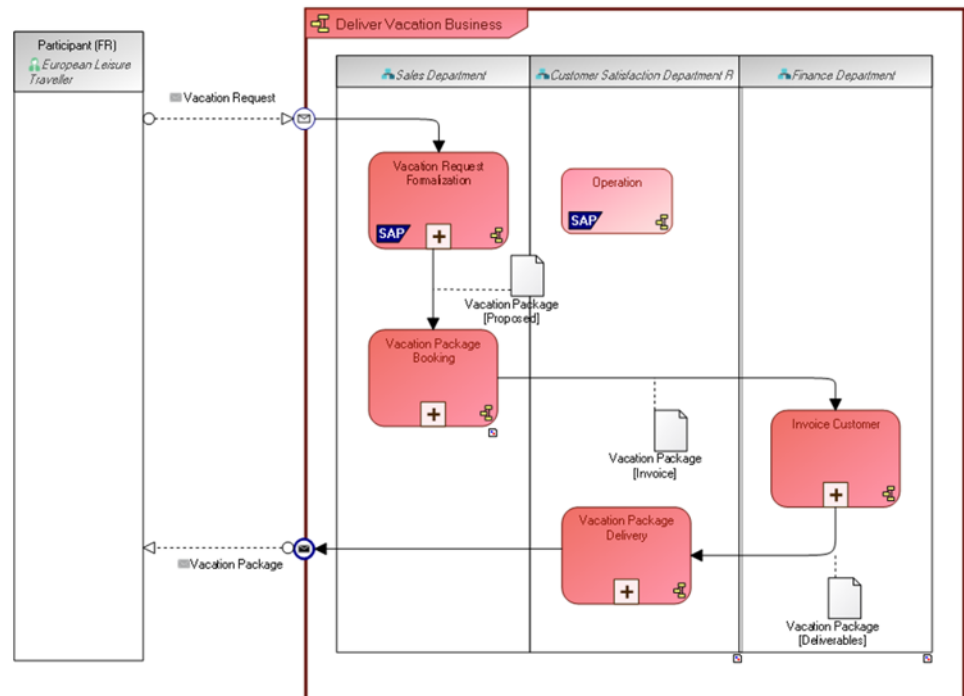 Deliver Vacation Business
Participant (FR)
European Leisure
Traveller
Sales Department
Customer Satisfaction Department R
Finance Department
Vacation Request
Vacation Request
Formalization
SAP
Operation
SAP
Vacation Package
[Proposed]
Vacation Package
Booking
Invoice Customer
Vacation Package
[Invoice]
Vacation Package
Delivery
Vacation Package
Vacation Package
[Deliverables]